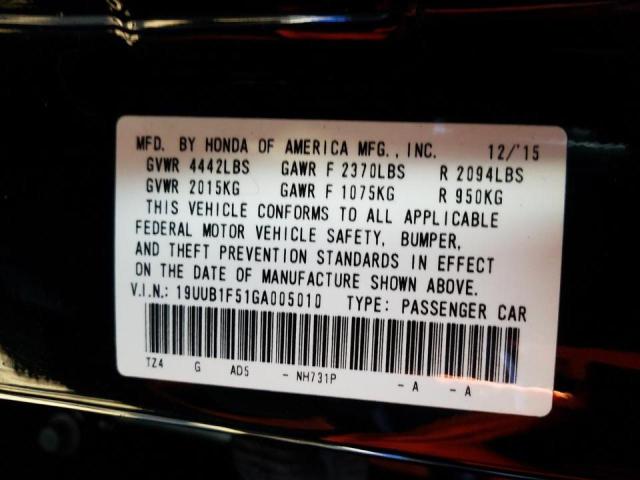 MFD. BY HONDA OF AMERICA MFG., INC. 12/'15
GVWR 4442LBS GAWR F 2370LBS R 2094LBS
GVWR 2015KG GAWR F 1075KG R 950KG
THIS VEHICLE CONFORMS TO ALL APPLICABLE
FEDERAL MOTOR VEHICLE SAFETY, BUMPER,
AND THEFT PREVENTION STANDARDS IN EFFECT
ON THE DATE OF MANUFACTURE SHOWN ABOVE.
V.I.N.: 19UUB1F51GA005010 TYPE: PASSENGER CAR
TZ4 G AD5 - NH731P - A - A